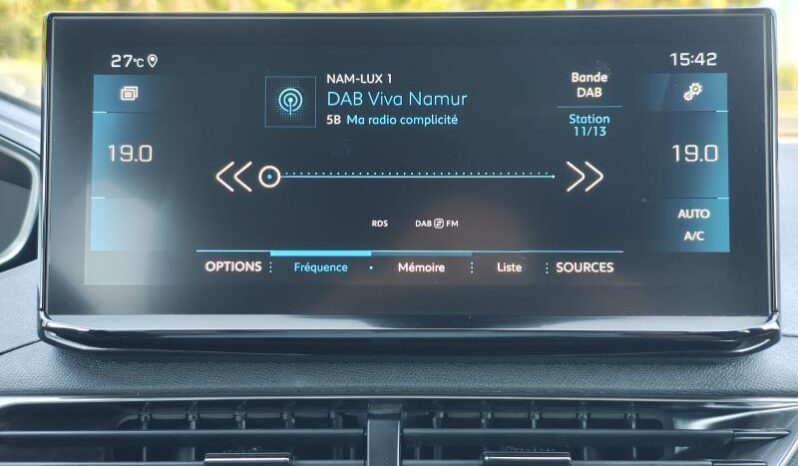 27°C
15:42
NAM-LUX 1
DAB Viva Namur
5B Ma radio complicité
Bande
DAB
Station
11/13
19.0
19.0
RDS
DAB FM
AUTO
A/C
OPTIONS Fréquence Mémoire Liste SOURCES